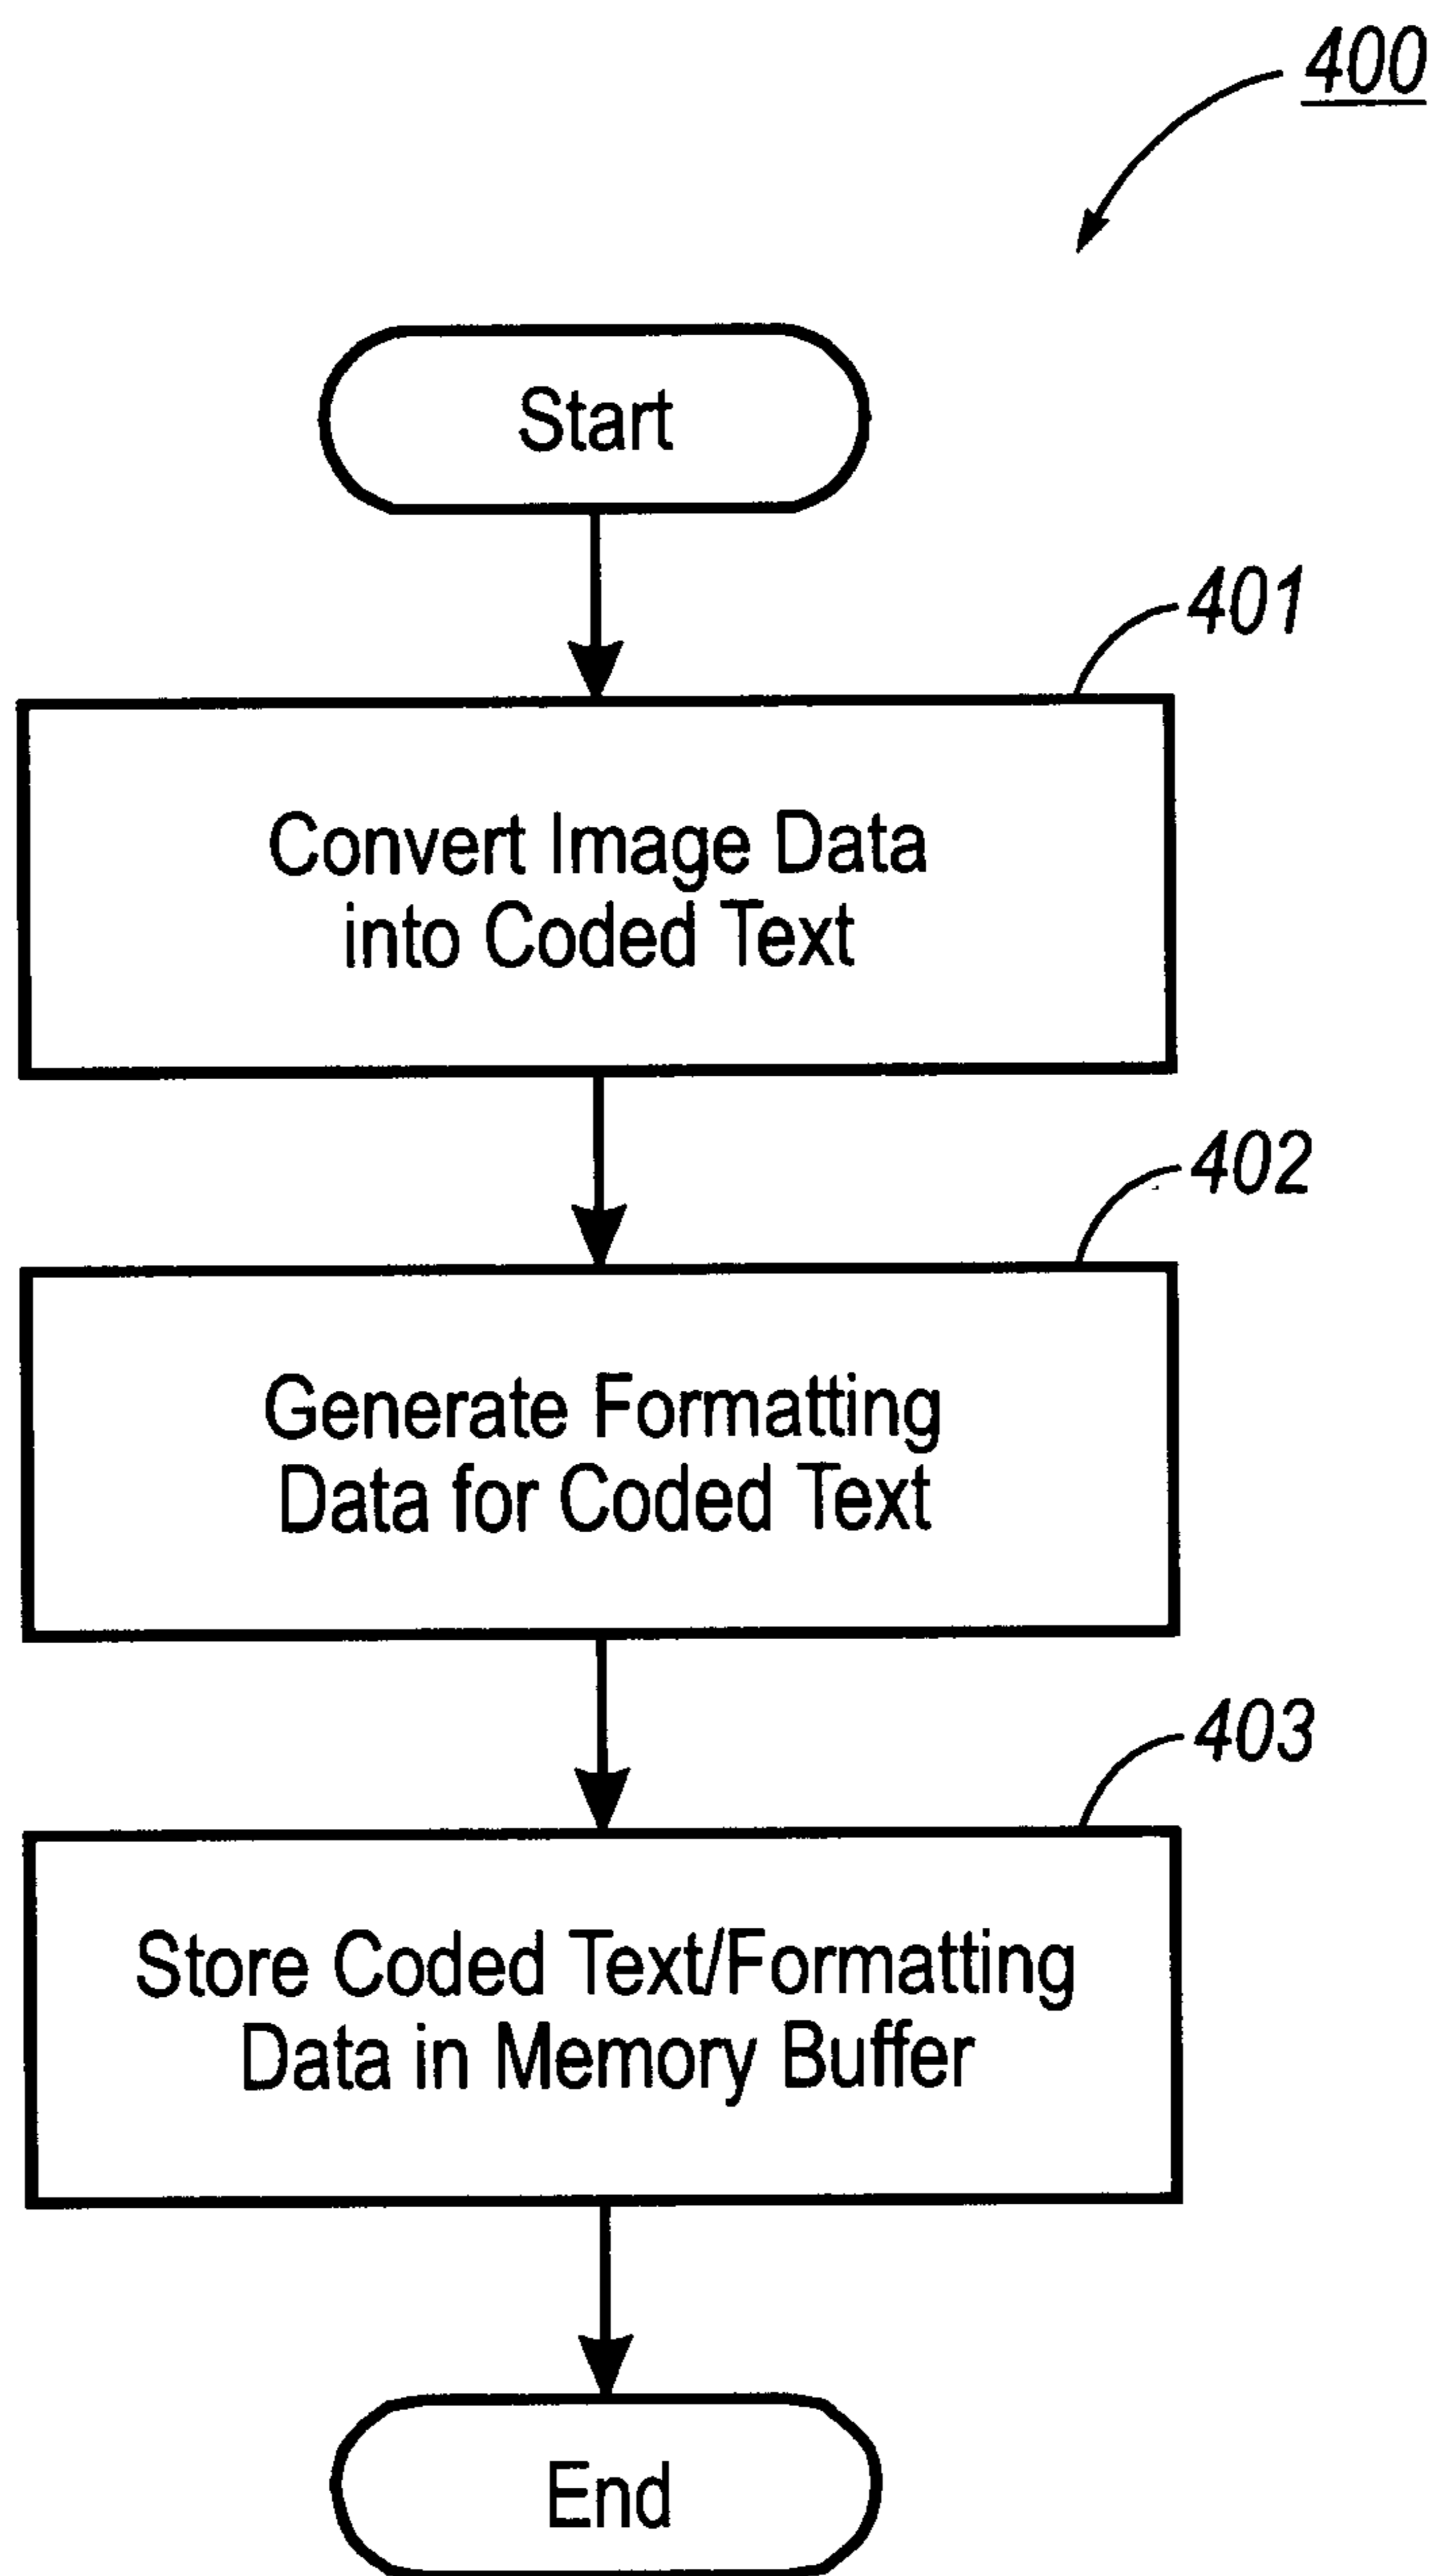 400
Start
401
Convert Image Data
into Coded Text
402
Generate Formatting
Data for Coded Text
403
Store Coded Text/Formatting
Data in Memory Buffer
End